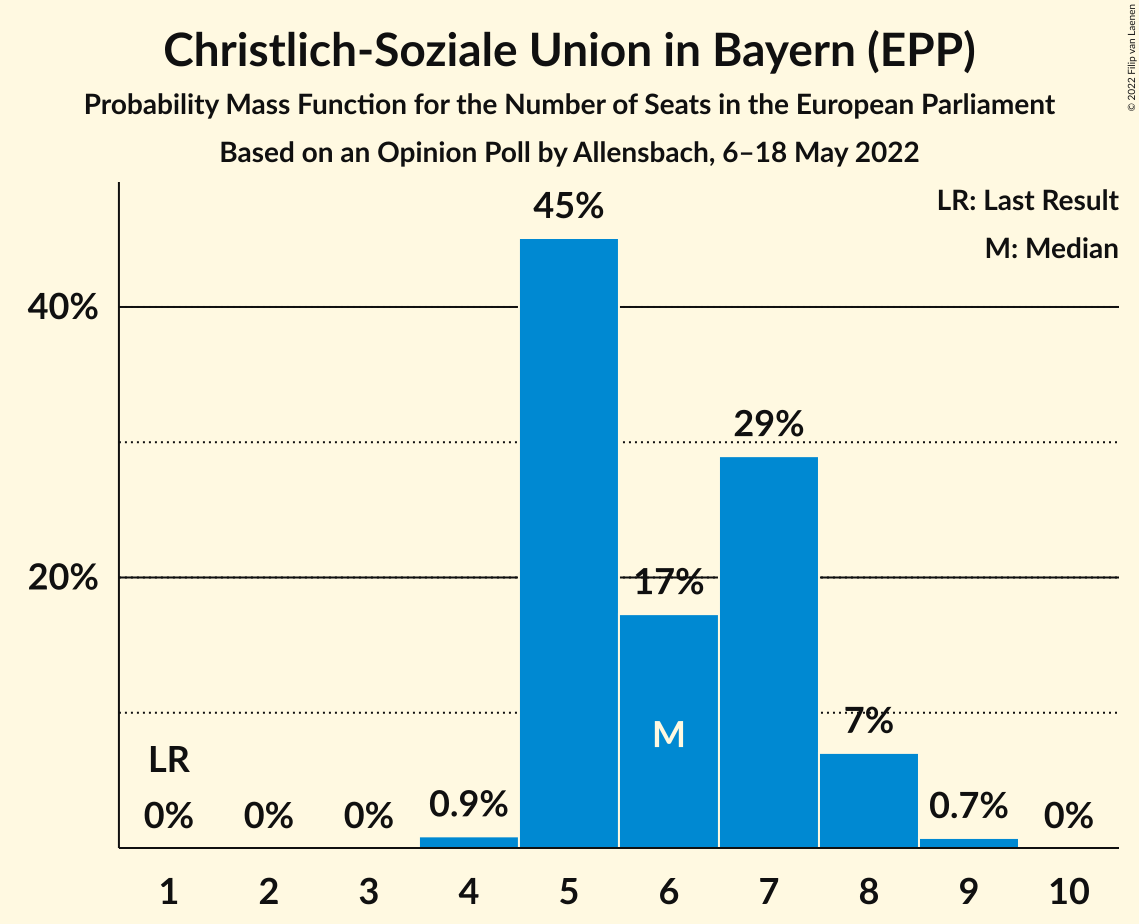 Christlich-Soziale Union in Bayern (EPP)
Probability Mass Function for the Number of Seats in the European Parliament
Based on an Opinion Poll by Allensbach, 6–18 May 2022
© 2022 Filip van Laenen
LR: Last Result
M: Median
45%
40%
29%
20%
17%
7%
M
LR
0%
0%
0%
0.9%
0.7%
0%
1 2 3 4 5 6 7 8 9 10